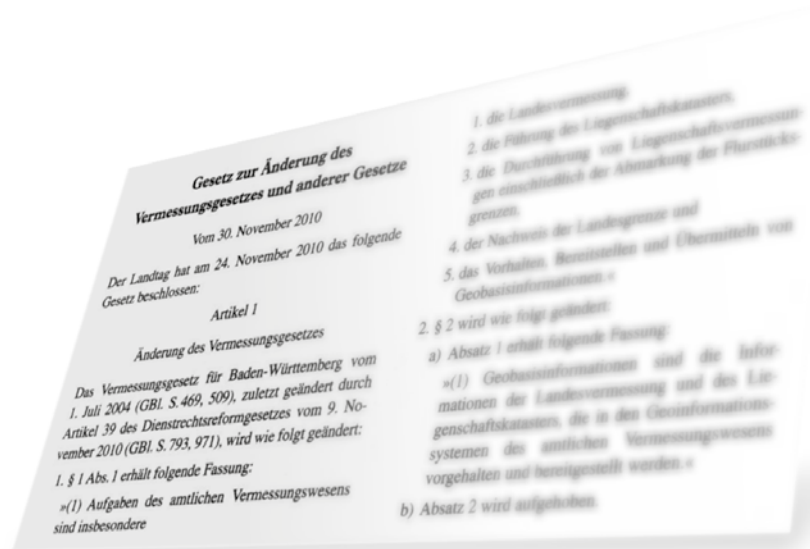 Gesetz zur Änderung des
Vermessungsgesetzes und anderer Gesetze
Vom 30. November 2010
Der Landtag hat am 24. November 2010 das folgende
Gesetz beschlossen:
Artikel 1
Änderung des Vermessungsgesetzes
Das Vermessungsgesetz für Baden-Württemberg vom
1. Juli 2004 (GBl. S. 469, 509), zuletzt geändert durch
Artikel 39 des Dienstrechtsreformgesetzes vom 9. No-
vember 2010 (GBl. S. 793, 971), wird wie folgt geändert:
1. § 1 Abs. 1 erhält folgende Fassung:
»(1) Aufgaben des amtlichen Vermessungswesens
sind insbesondere
1. die Landesvermessung,
2. die Führung des Liegenschaftskatasters,
3. die Durchführung von Liegenschaftsvermessun-
gen einschließlich der Abmarkung der Flurstücks-
grenzen,
4. der Nachweis der Landesgrenze und
5. das Vorhalten, Bereitstellen und Übermitteln von
Geobasisinformationen.«
2. § 2 wird wie folgt geändert:
a) Absatz 1 erhält folgende Fassung:
»(1) Geobasisinformationen sind die Infor-
mationen der Landesvermessung und des Lie-
genschaftskatasters, die in den Geoinformations-
systemen des amtlichen Vermessungswesens
vorgehalten und bereitgestellt werden.«
b) Absatz 2 wird aufgehoben.